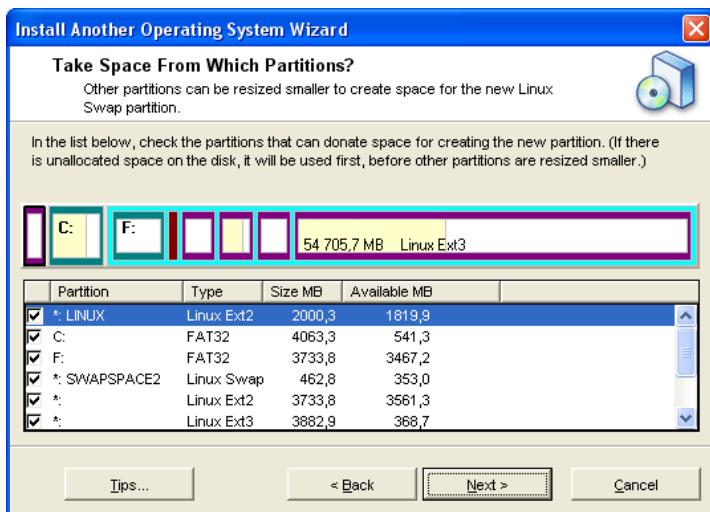 Install Another Operating System Wizard
Take Space From Which Partitions?
Other partitions can be resized smaller to create space for the new Linux
Swap partition.
In the list below, check the partitions that can donate space for creating the new partition. (If there
is unallocated space on the disk, it will be used first, before other partitions are resized smaller.)
C: F:
54 705,7 MB Linux Ext3
Partition Type Size MB Available MB
*: LINUX Linux Ext2 2000,3 1819,9
C: FAT32 4063,3 541,3
F: FAT32 3733,8 3467,2
*: SWAPSPACE2 Linux Swap 462,8 353,0
*: Linux Ext2 3733,8 3561,3
*: Linux Ext3 3882,9 368,7
Tips... < Back Next > Cancel